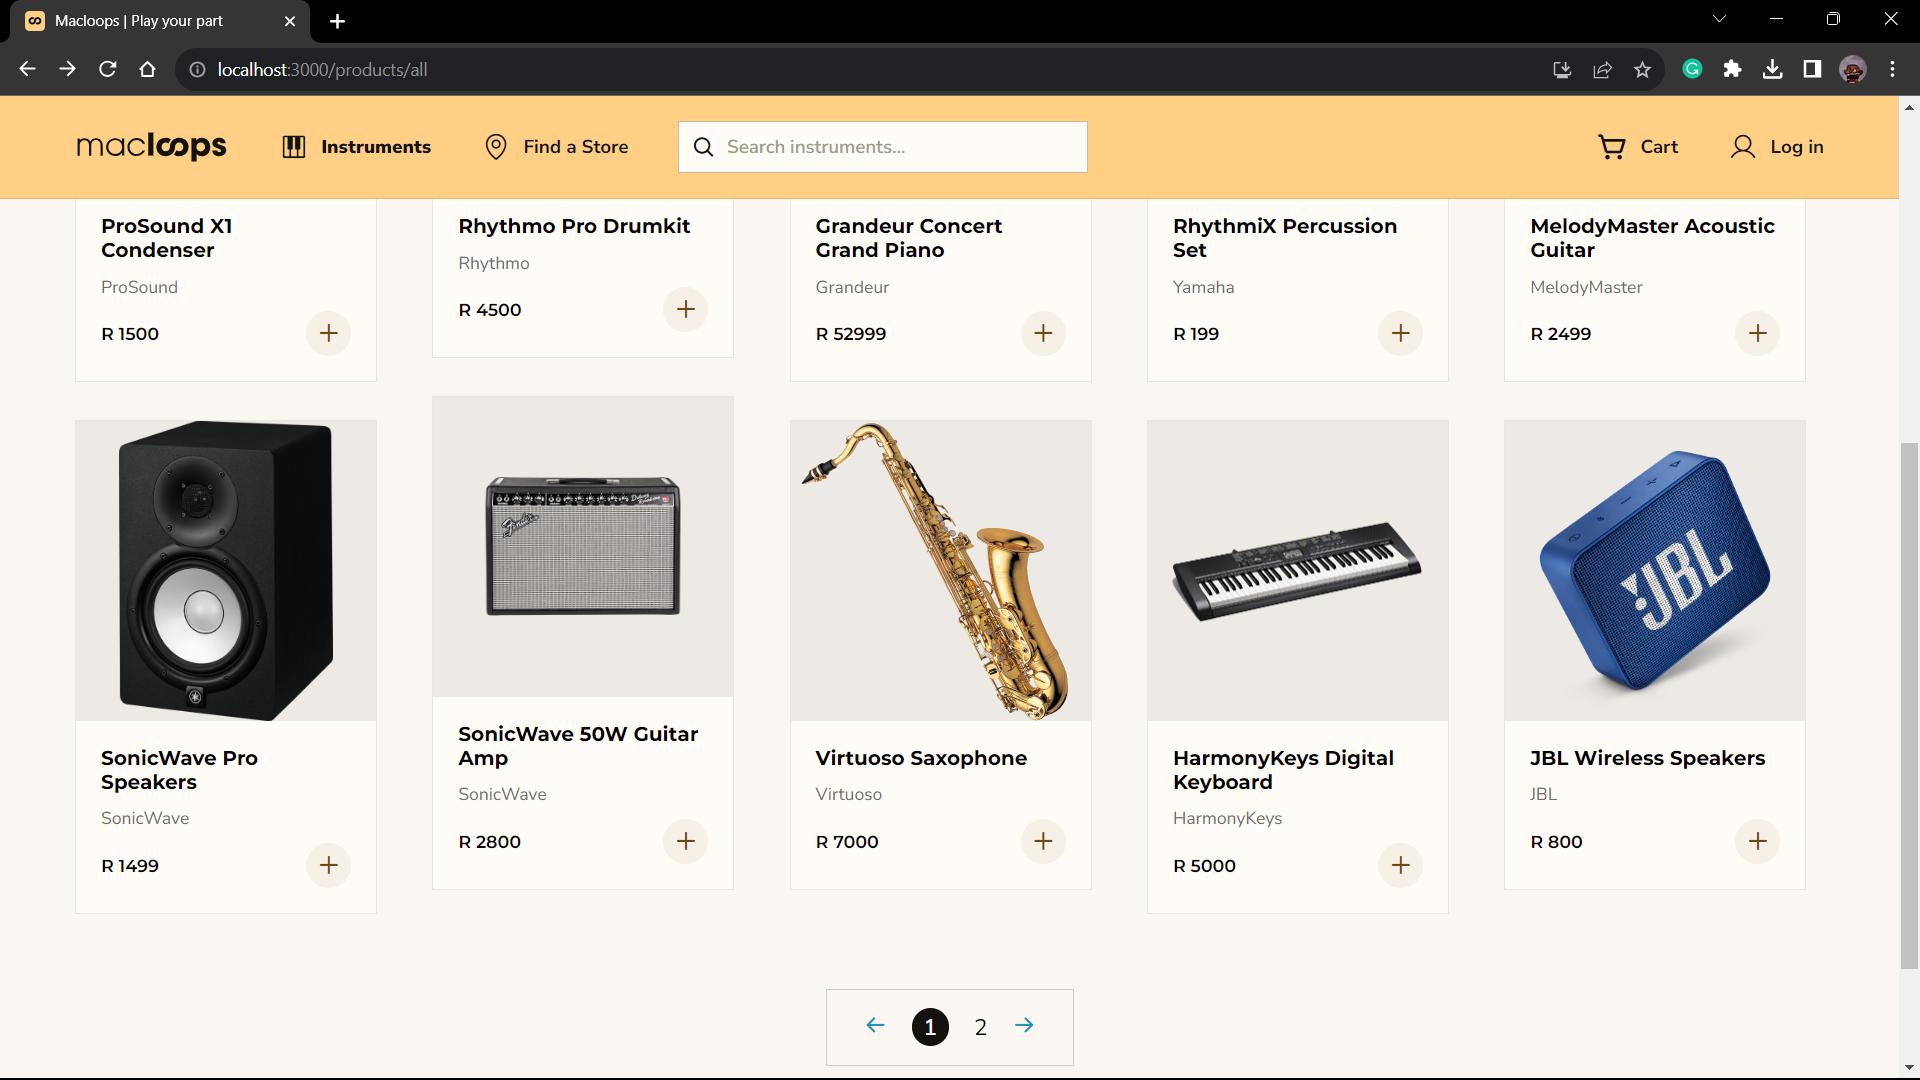 Macloops | Play your part
localhost:3000/products/all
macloops
Instruments
Find a Store
Search instruments...
Cart
Log in
ProSound X1
Condenser
ProSound
R 1500
Rhythmo Pro Drumkit
Rhythmo
R 4500
Grandeur Concert
Grand Piano
Grandeur
R 52999
RhythmiX Percussion
Set
Yamaha
R 199
MelodyMaster Acoustic
Guitar
MelodyMaster
R 2499
SonicWave Pro
Speakers
SonicWave
R 1499
Fender
SonicWave 50W Guitar
Amp
SonicWave
R 2800
Virtuoso Saxophone
Virtuoso
R 7000
HarmonyKeys Digital
Keyboard
HarmonyKeys
R 5000
JBL
JBL Wireless Speakers
JBL
R 800
1
2